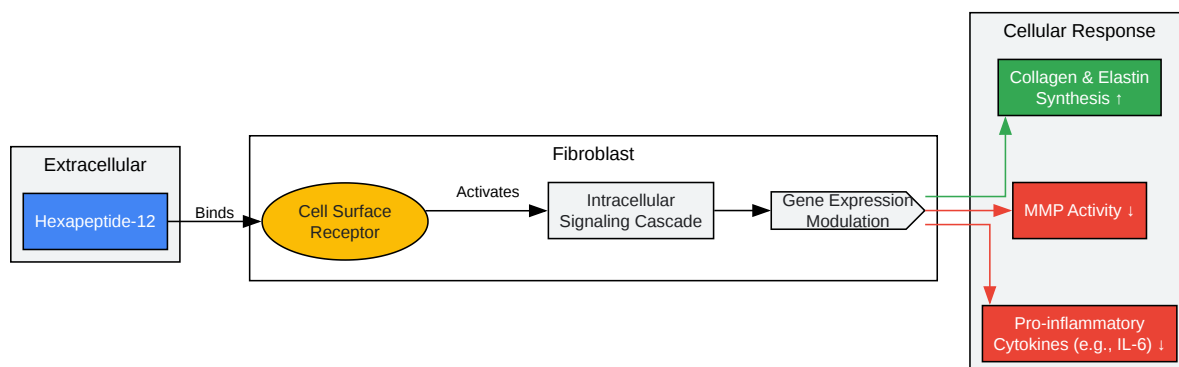 Extracellular
Hexapeptide-12
Binds
Fibroblast
Cell Surface
Receptor
Activates
Intracellular
Signaling Cascade
Gene Expression
Modulation
Cellular Response
Collagen & Elastin
Synthesis ↑
MMP Activity ↓
Pro-inflammatory
Cytokines (e.g., IL-6) ↓